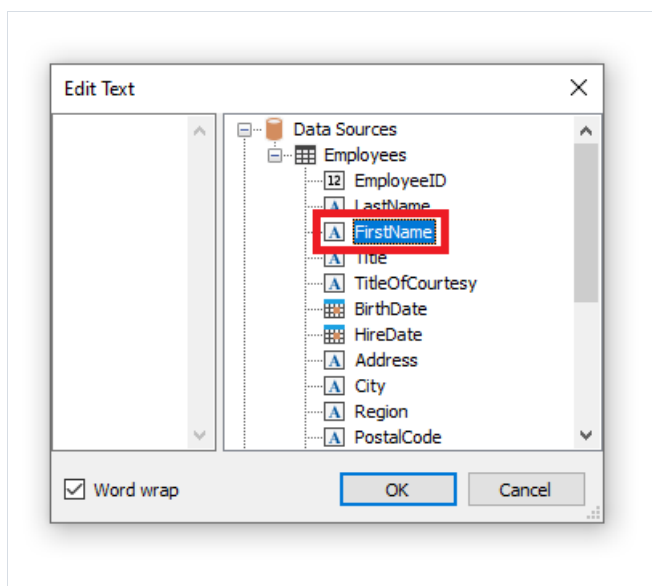 Edit Text
Data Sources
Employees
12 EmployeeID
A LastName
A FirstName
A Title
A TitleOfCourtesy
BirthDate
HireDate
A Address
A City
A Region
A PostalCode
Word wrap
OK
Cancel